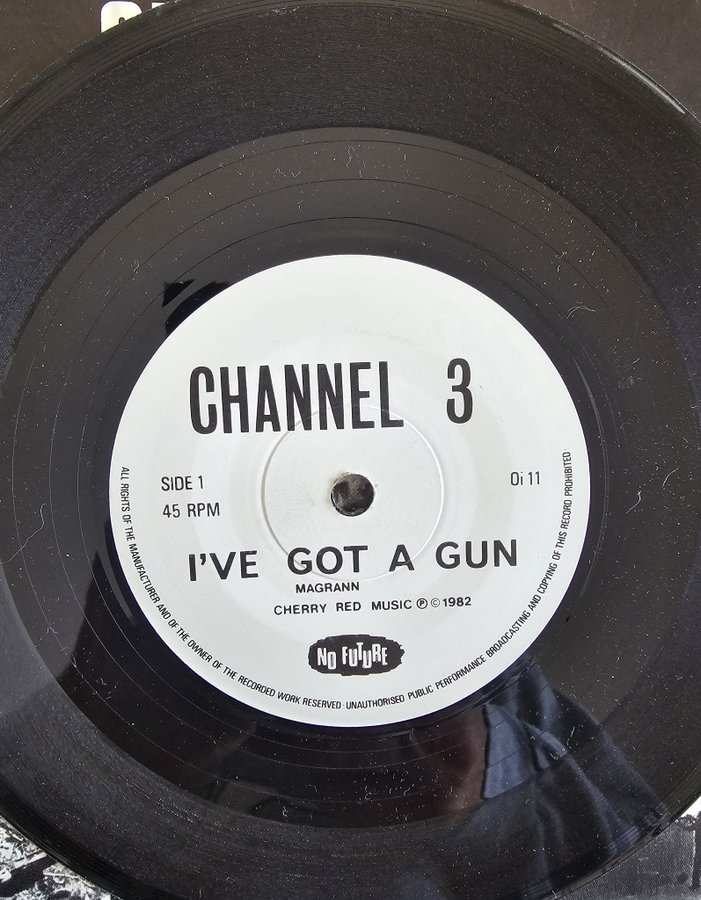 CHANNEL 3
SIDE 1
45 RPM
Oi 11
I'VE GOT A GUN
MAGRANN
CHERRY RED MUSIC Ⓟ © 1982
NO FUTURE
ALL RIGHTS OF THE MANUFACTURER AND OF THE OWNER OF THE RECORDED WORK RESERVED · UNAUTHORISED PUBLIC PERFORMANCE BROADCASTING AND COPYING OF THIS RECORD PROHIBITED